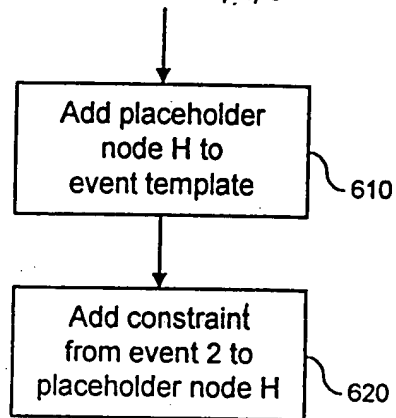 Add placeholder
node H to
event template
610
Add constraint
from event 2 to
placeholder node H
620